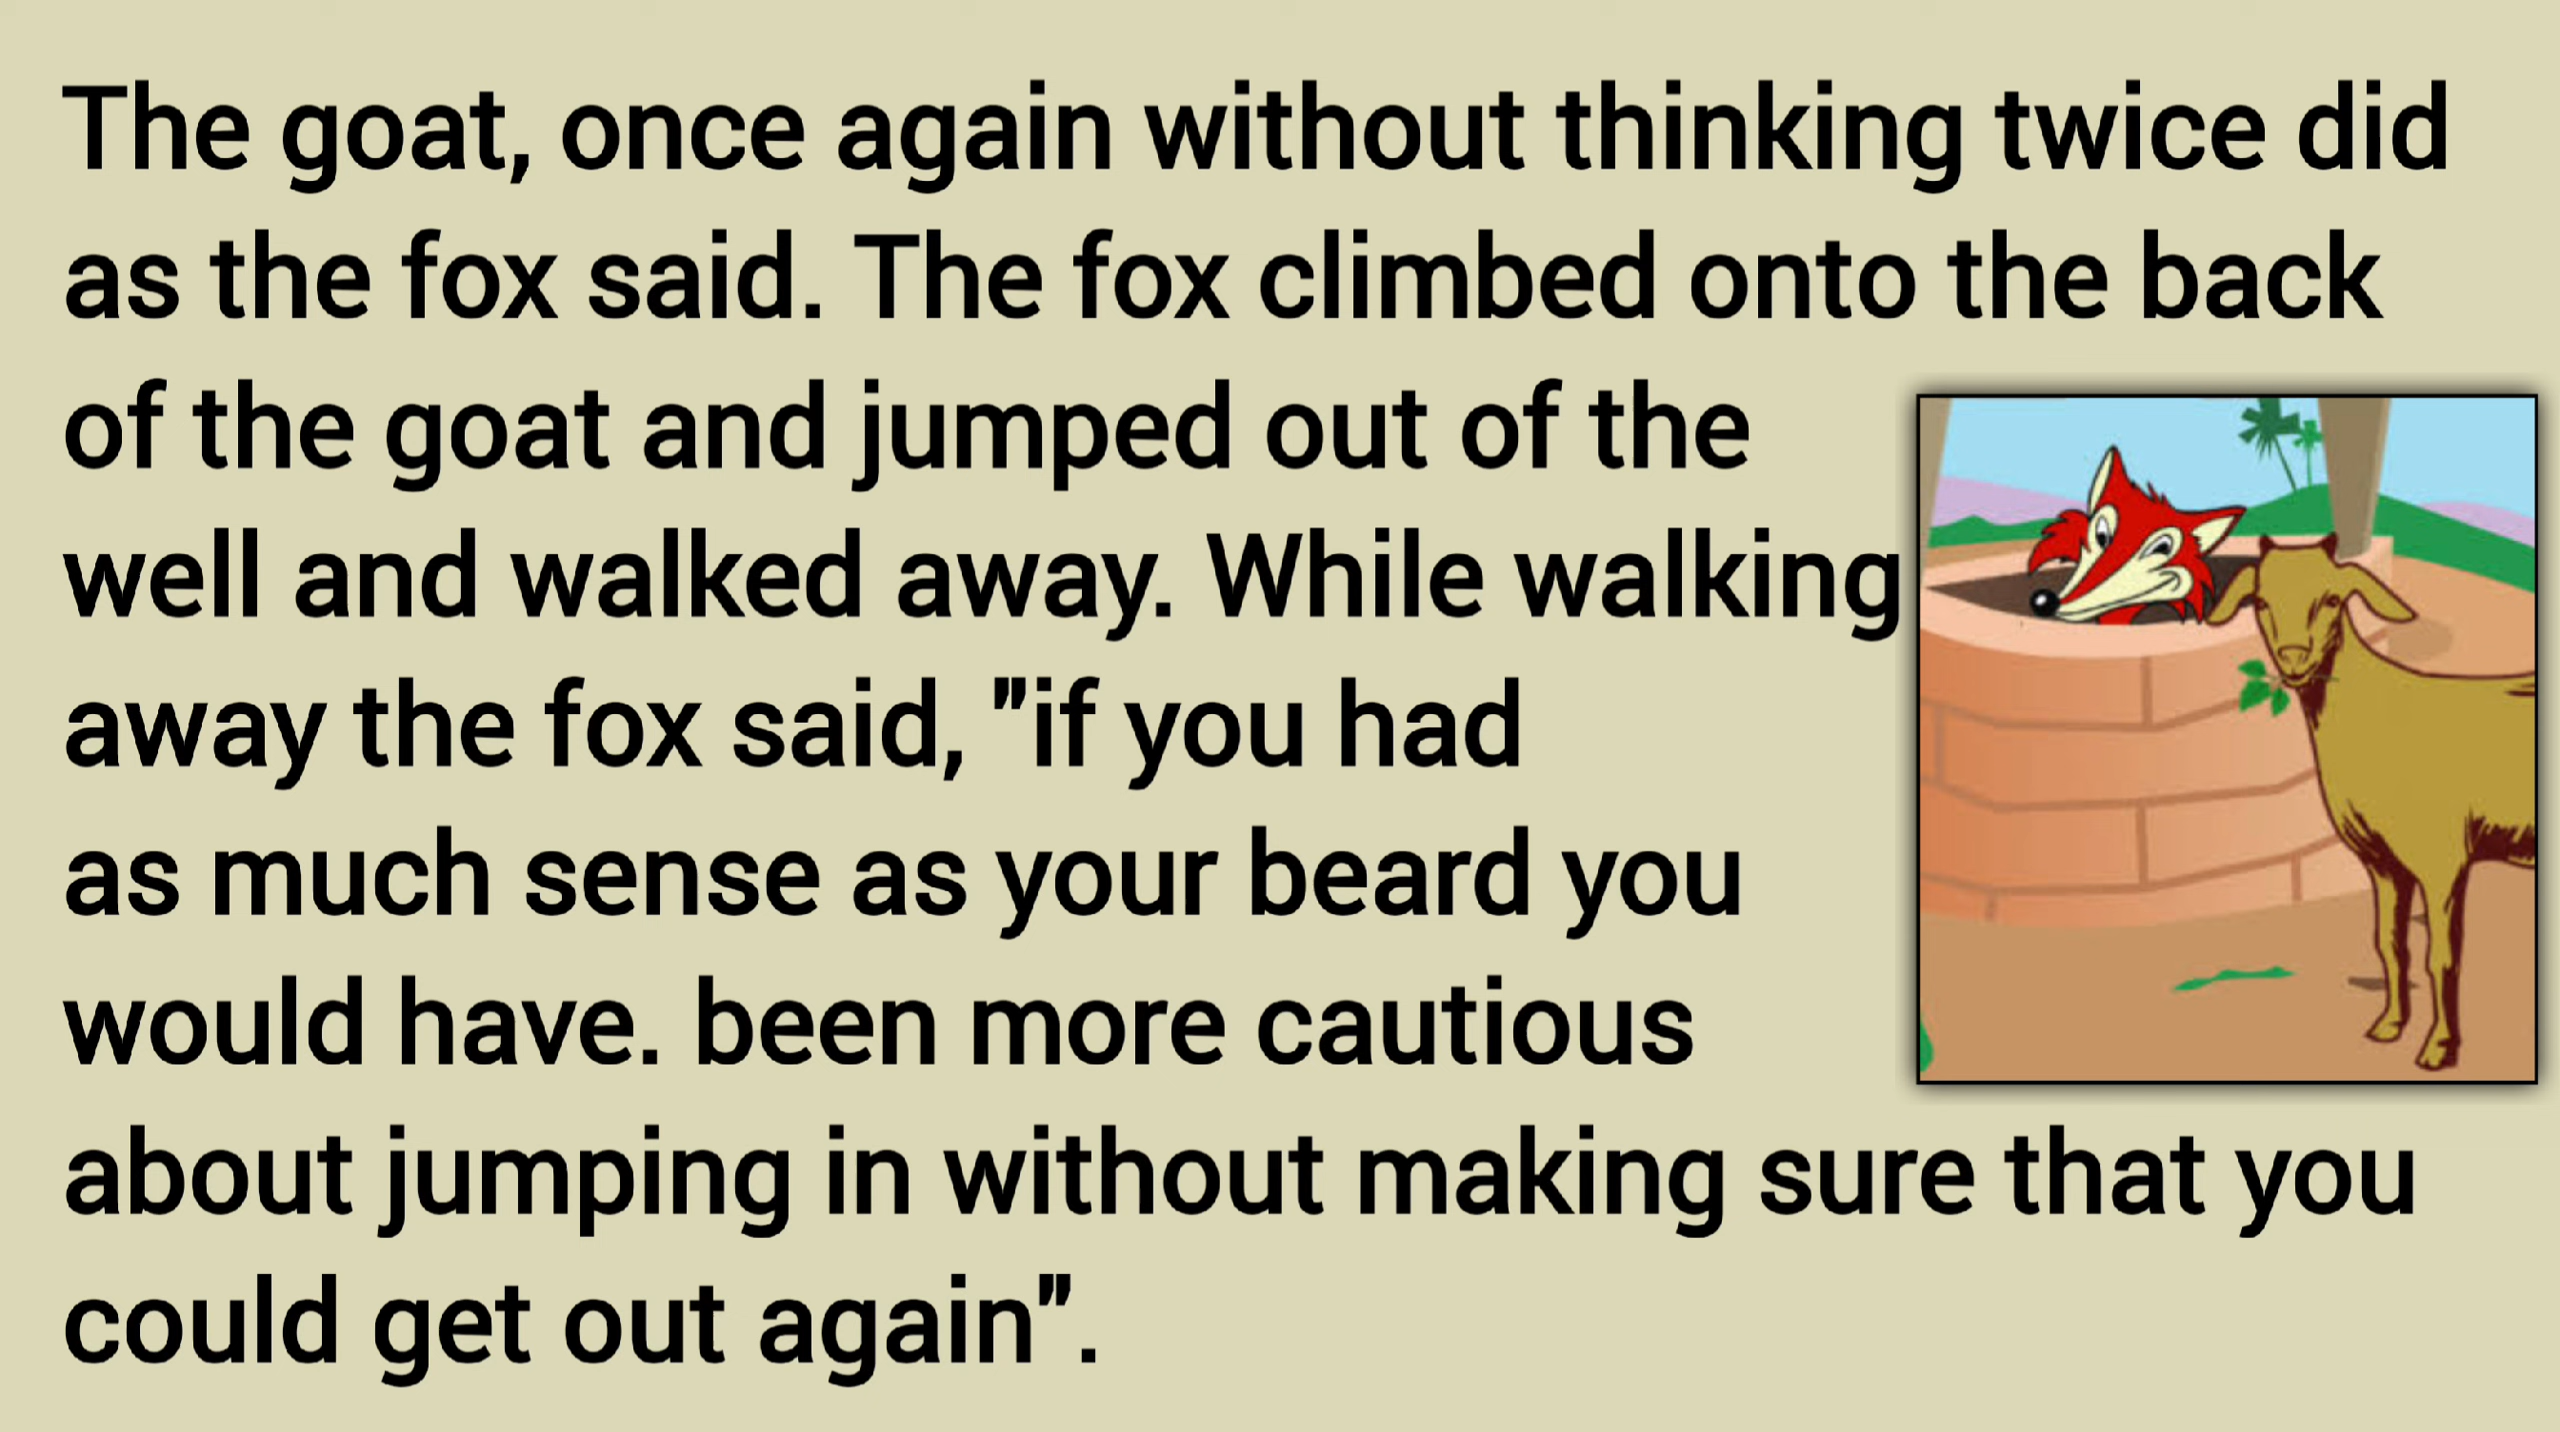 The goat, once again without thinking twice did
as the fox said. The fox climbed onto the back
of the goat and jumped out of the
well and walked away. While walking
away the fox said, "if you had
as much sense as your beard you
would have. been more cautious
about jumping in without making sure that you
could get out again".